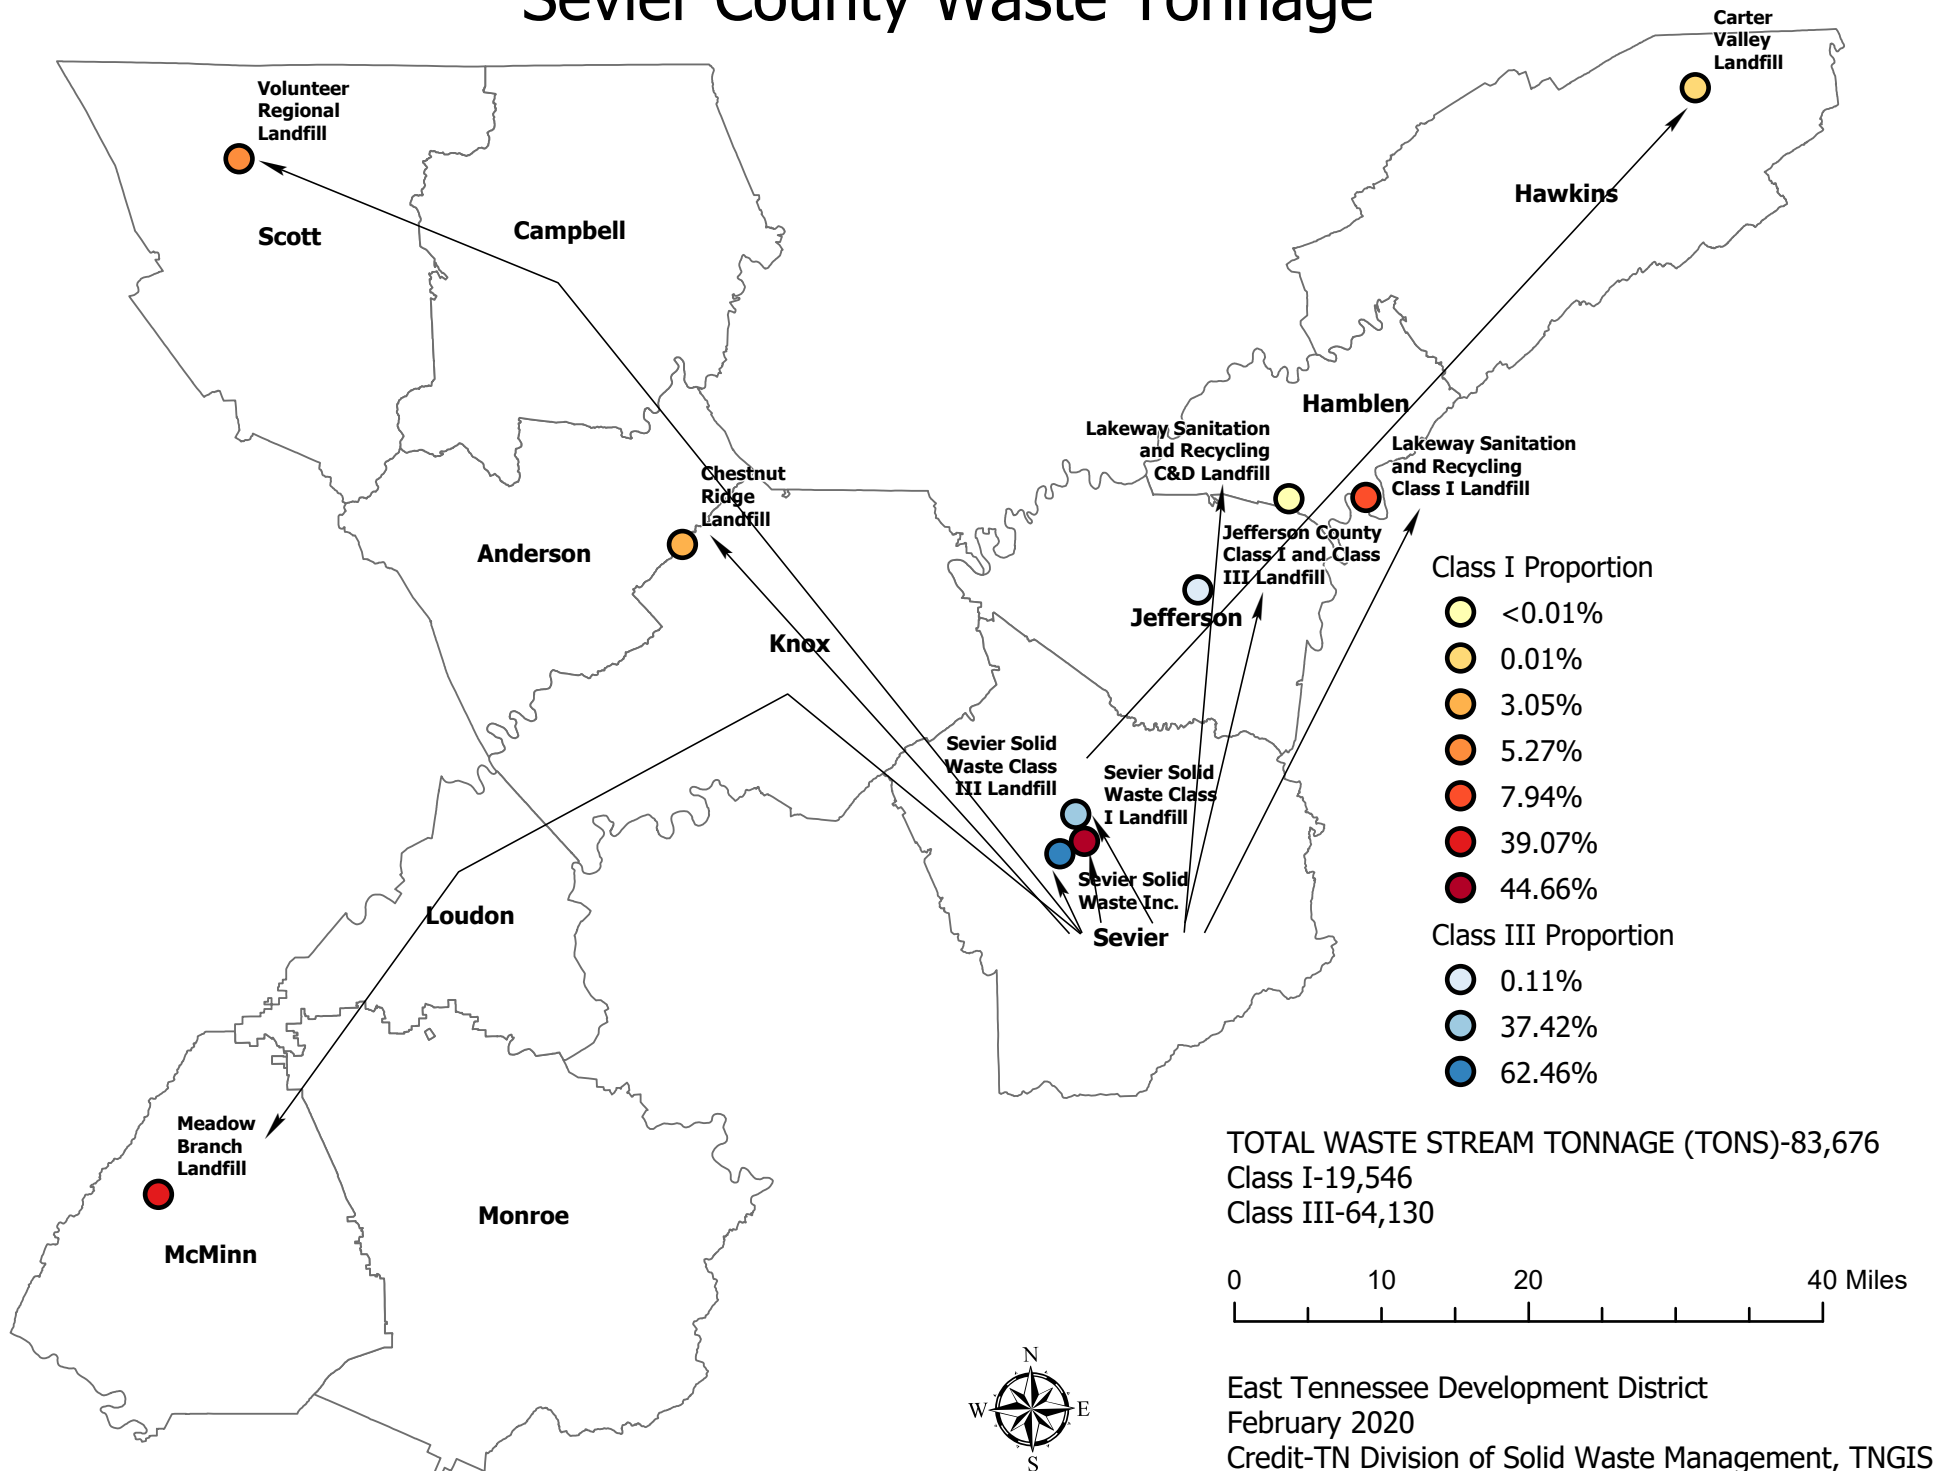 Sevier County Waste Tonnage
Carter
Valley
Landfill
Volunteer
Regional
Landfill
Hawkins
Scott
Campbell
Hamblen
Lakeway Sanitation
and Recycling
C&D Landfill
Lakeway Sanitation
and Recycling
Class I Landfill
Chestnut
Ridge
Landfill
Anderson
Jefferson County
Class I and Class
III Landfill
Jefferson
Knox
Sevier Solid
Waste Class
III Landfill
Sevier Solid
Waste Class
I Landfill
Sevier Solid
Waste Inc.
Sevier
Loudon
Meadow
Branch
Landfill
McMinn
Monroe
Class I Proportion
<0.01%
0.01%
3.05%
5.27%
7.94%
39.07%
44.66%
Class III Proportion
0.11%
37.42%
62.46%
TOTAL WASTE STREAM TONNAGE (TONS)-83,676
Class I-19,546
Class III-64,130
0 10 20 40 Miles
N
W E
S
East Tennessee Development District
February 2020
Credit-TN Division of Solid Waste Management, TNGIS